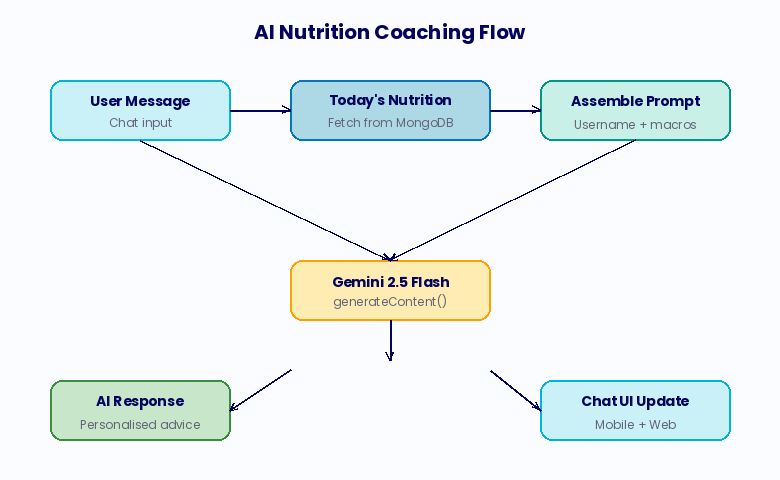 AI Nutrition Coaching Flow
User Message
Chat input
Today's Nutrition
Fetch from MongoDB
Assemble Prompt
Username + macros
Gemini 2.5 Flash
generateContent()
AI Response
Personalised advice
Chat UI Update
Mobile + Web